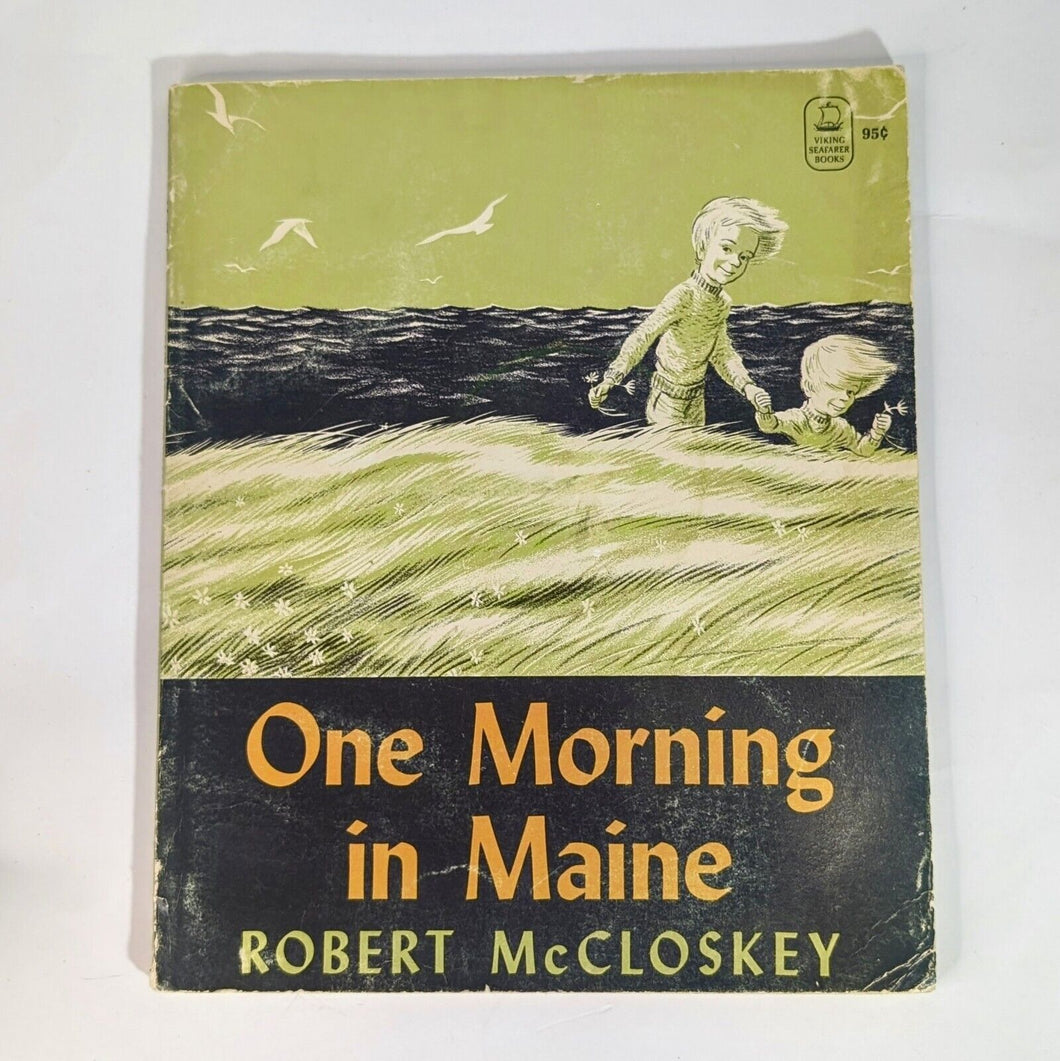 VIKING
SEAFARER
BOOKS
95¢
One Morning
in Maine
ROBERT McCLOSKEY